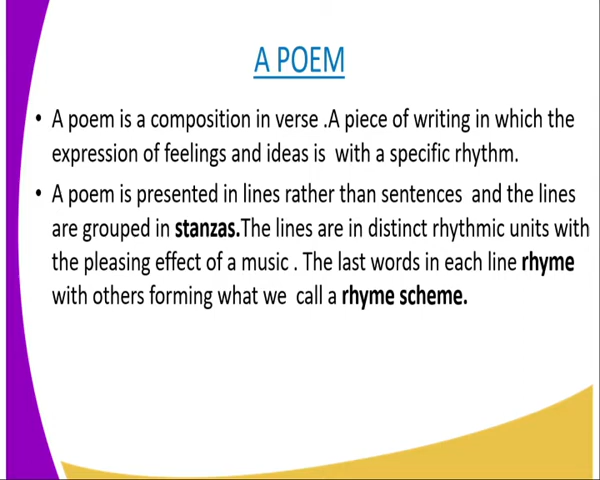 A POEM
• A poem is a composition in verse .A piece of writing in which the
expression of feelings and ideas is with a specific rhythm.
• A poem is presented in lines rather than sentences and the lines
are grouped in stanzas.The lines are in distinct rhythmic units with
the pleasing effect of a music . The last words in each line rhyme
with others forming what we call a rhyme scheme.